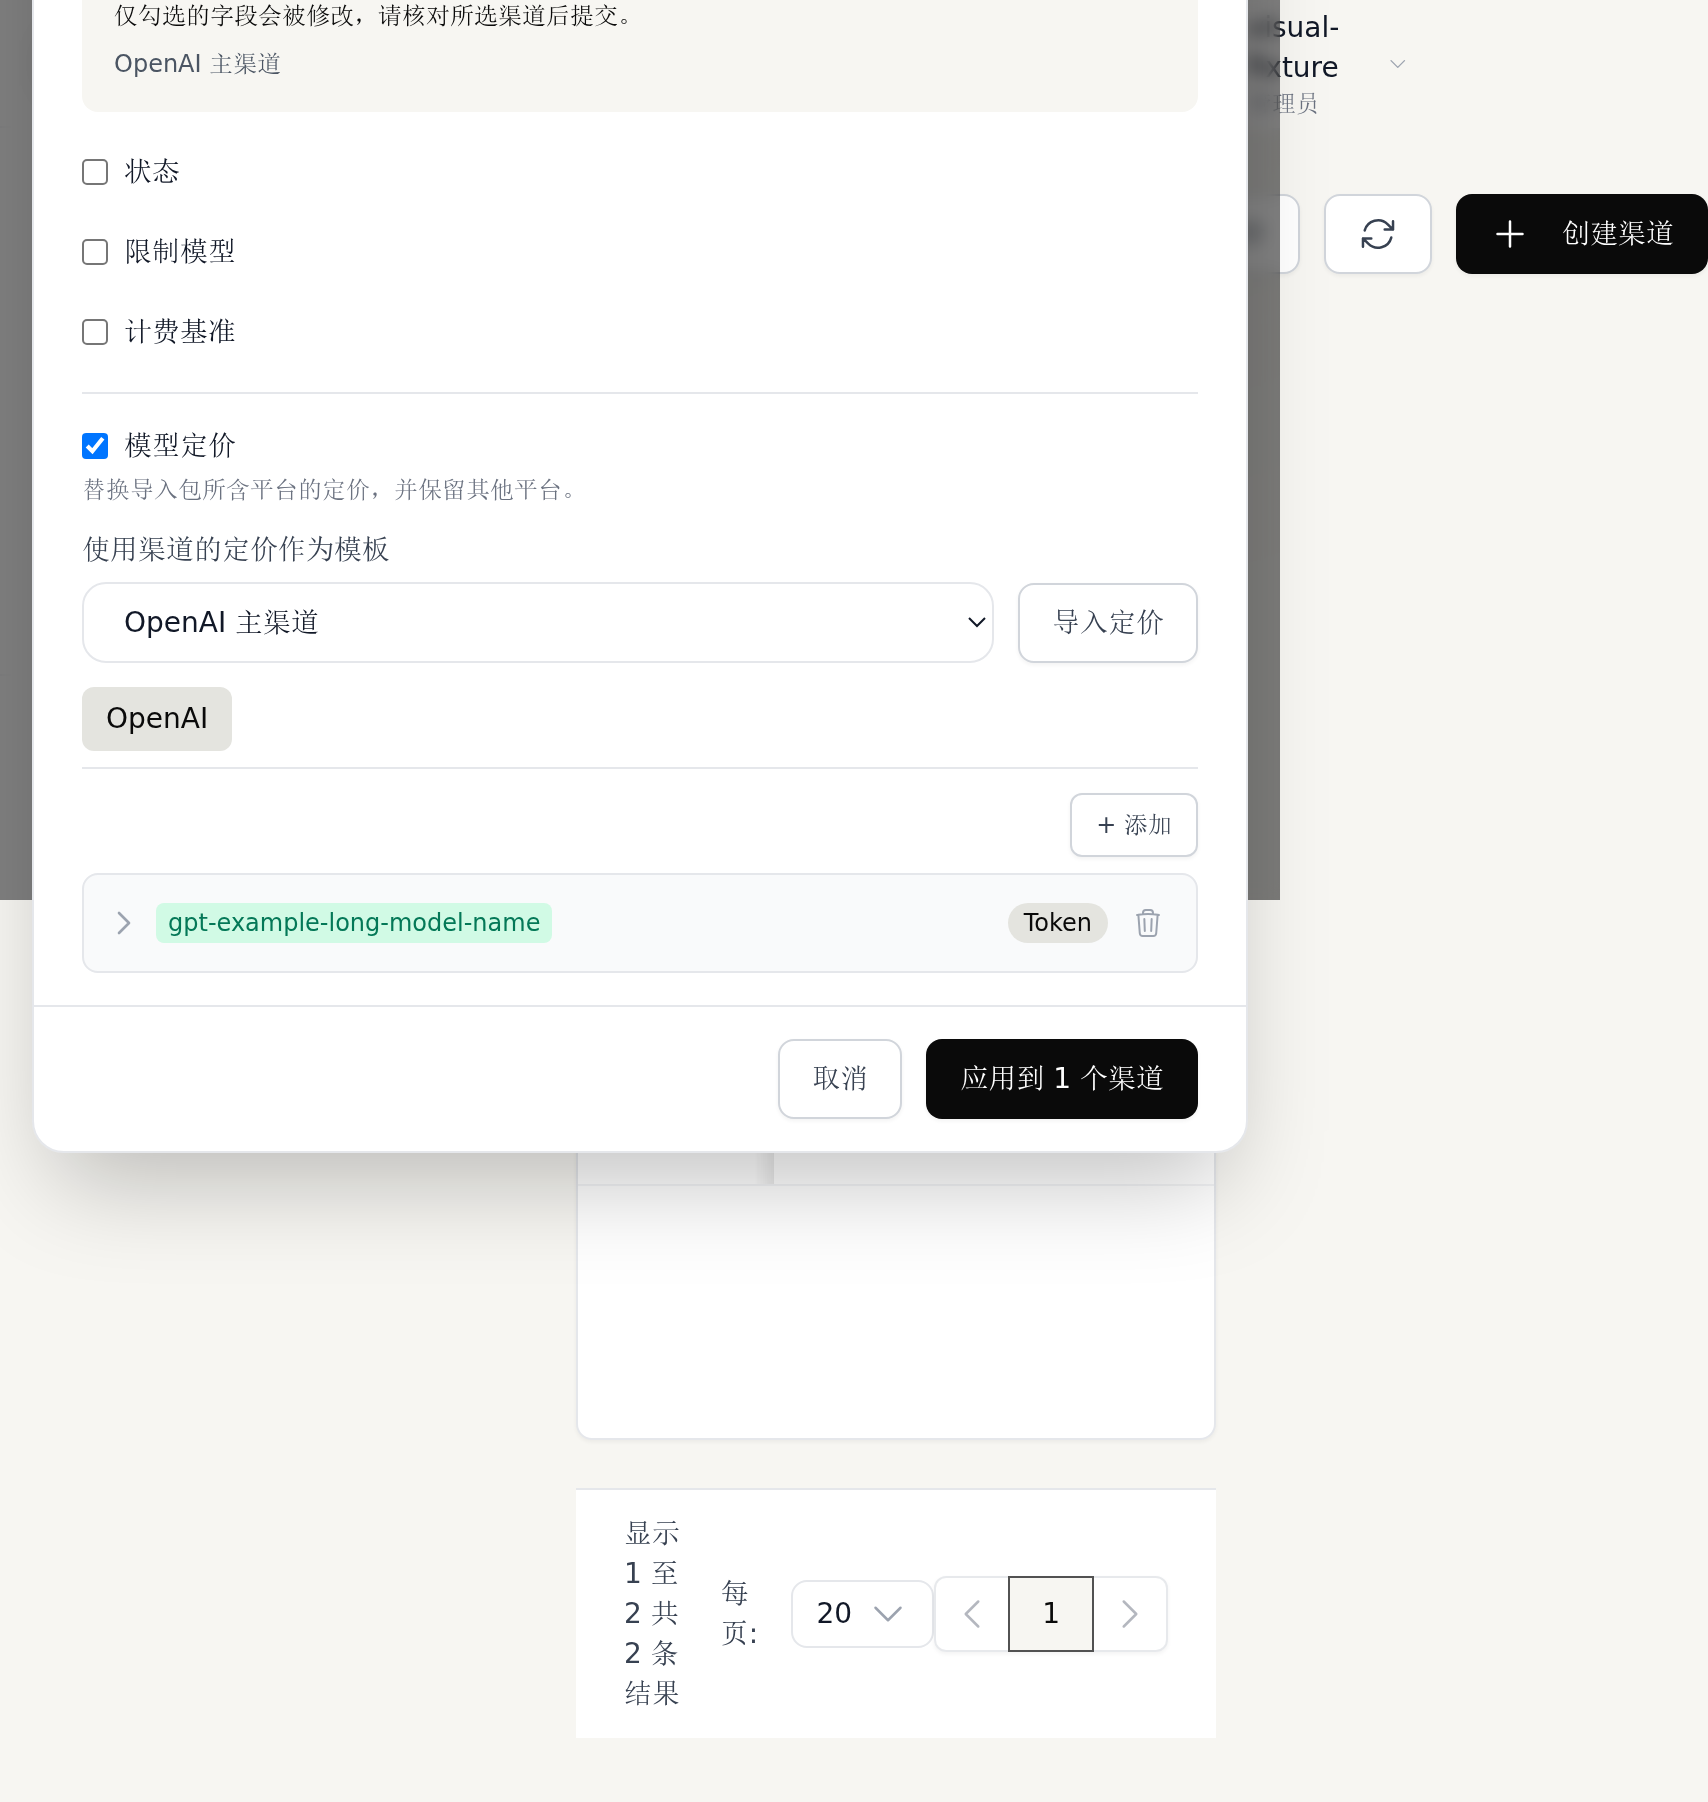 仅勾选的字段会被修改，请核对所选渠道后提交。
OpenAI 主渠道
状态
限制模型
计费基准
模型定价
替换导入包所含平台的定价，并保留其他平台。
使用渠道的定价作为模板
OpenAI 主渠道
导入定价
OpenAI
+ 添加
gpt-example-long-model-name
Token
取消
应用到 1 个渠道
sual-
xture
理员
创建渠道
显示
1 至
2 共
2 条
结果
每
页:
20
1